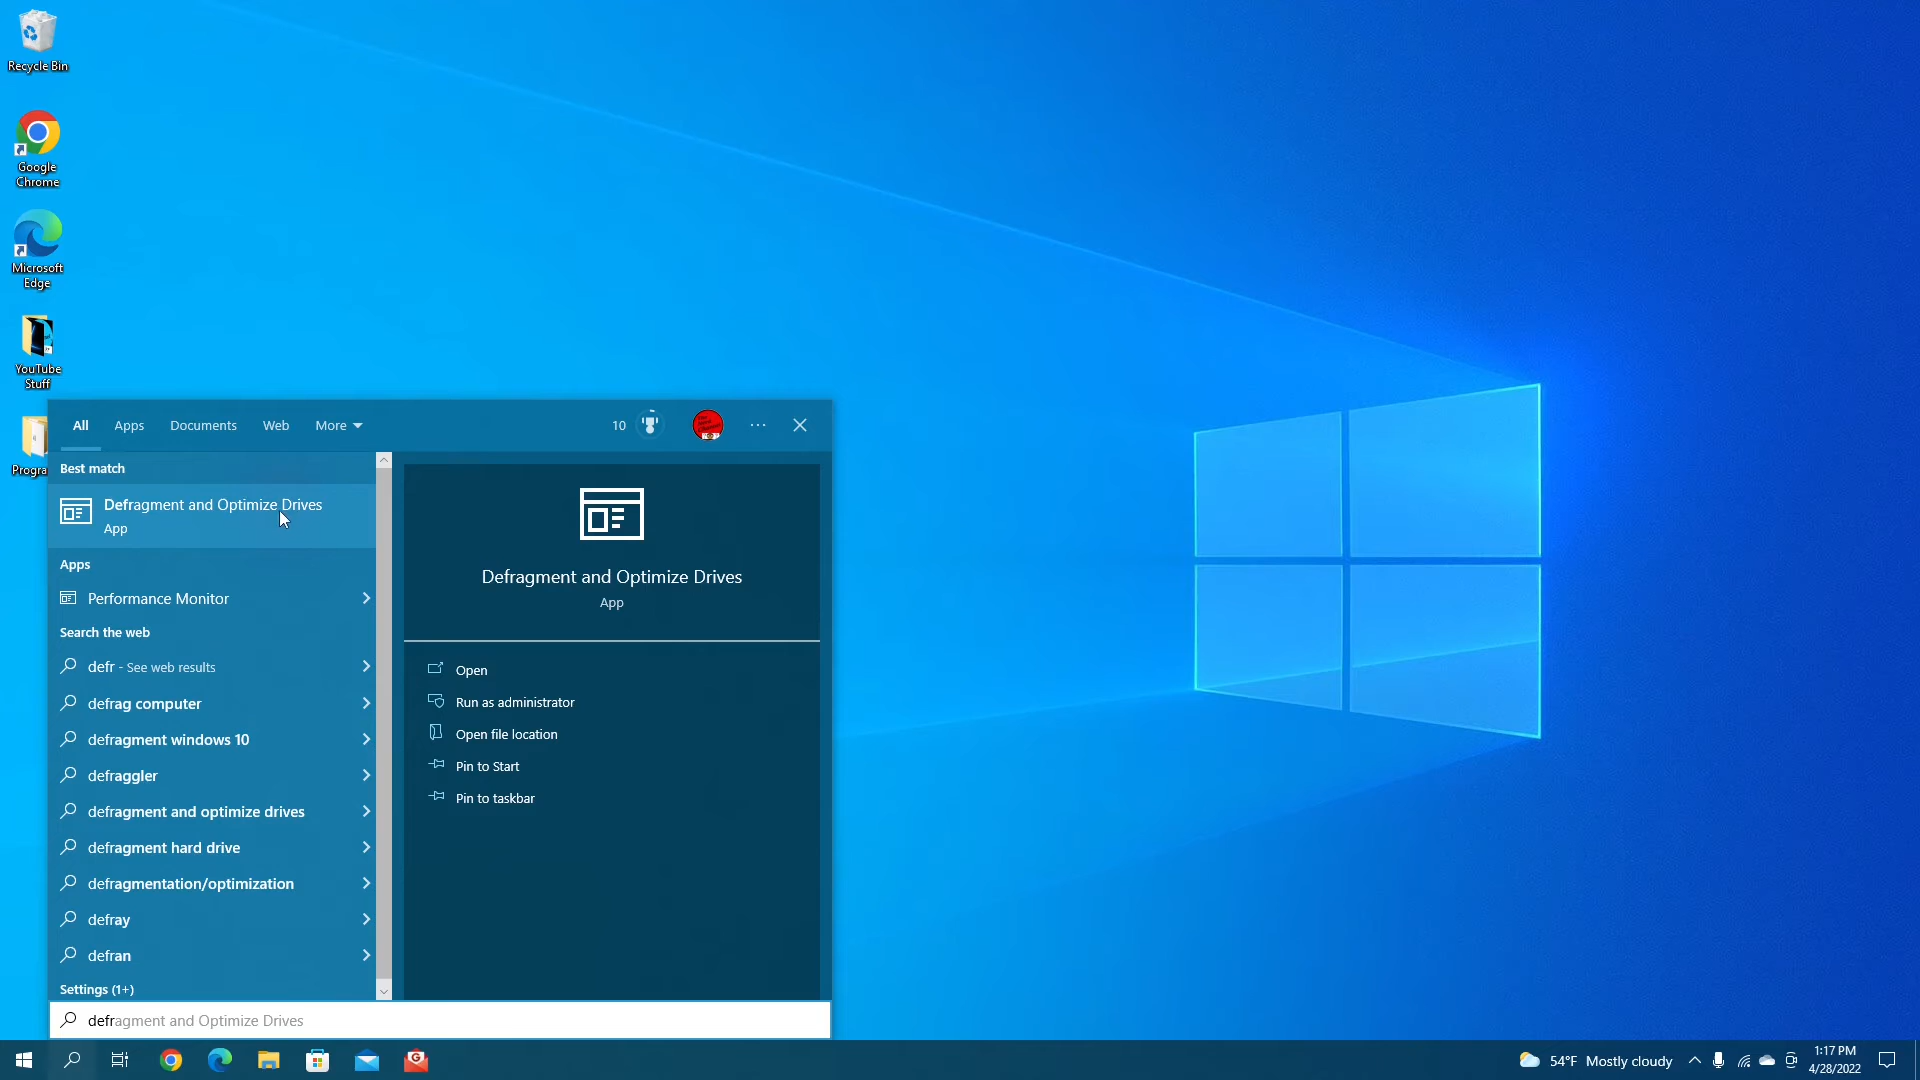 Recycle Bin
Google
Chrome
Microsoft
Edge
YouTube
Stuff
Progra
All
Apps
Documents
Web
More
10
Best match
Defragment and Optimize Drives
App
Apps
Performance Monitor
Search the web
defr - See web results
defrag computer
defragment windows 10
defraggler
defragment and optimize drives
defragment hard drive
defragmentation/optimization
defray
defran
Settings (1+)
Defragment and Optimize Drives
App
Open
Run as administrator
Open file location
Pin to Start
Pin to taskbar
defragment and Optimize Drives
54°F Mostly cloudy
1:17 PM
4/28/2022